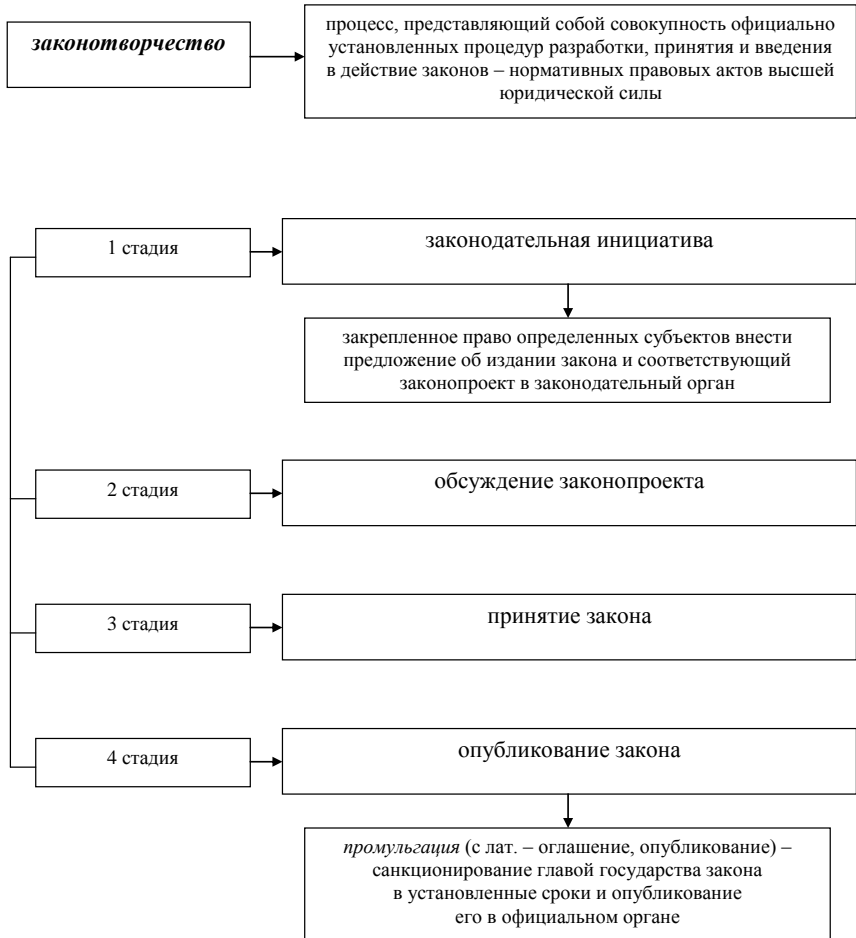 законотворчество
процесс, представляющий собой совокупность официально
установленных процедур разработки, принятия и введения
в действие законов – нормативных правовых актов высшей
юридической силы
1 стадия
законодательная инициатива
закрепленное право определенных субъектов внести
предложение об издании закона и соответствующий
законопроект в законодательный орган
2 стадия
обсуждение законопроекта
3 стадия
принятие закона
4 стадия
опубликование закона
промульгация (с лат. – оглашение, опубликование) –
санкционирование главой государства закона
в установленные сроки и опубликование
его в официальном органе